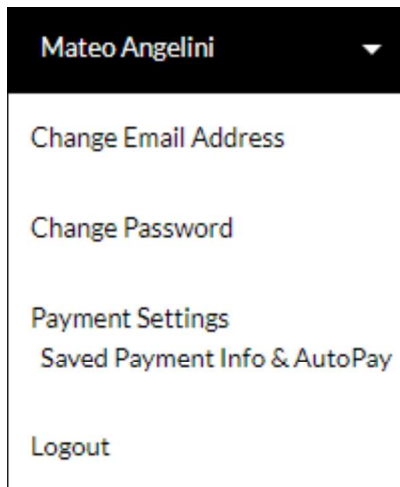 Mateo Angelini
Change Email Address
Change Password
Payment Settings
Saved Payment Info & AutoPay
Logout